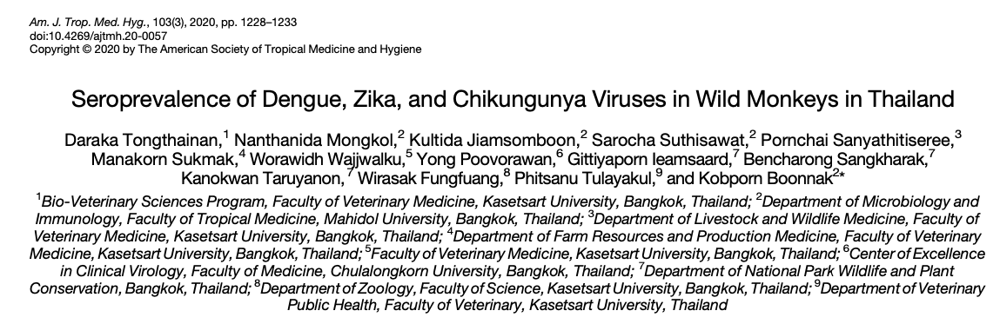 Am. J. Trop. Med. Hyg., 103(3), 2020, pp. 1228–1233
doi:10.4269/ajtmh.20-0057
Copyright © 2020 by The American Society of Tropical Medicine and Hygiene
Seroprevalence of Dengue, Zika, and Chikungunya Viruses in Wild Monkeys in Thailand
Daraka Tongthainan,1 Nanthanida Mongkol,2 Kultida Jiamsomboon,2 Sarocha Suthisawat,2 Pornchai Sanyathitiseree,3
Manakorn Sukmak,4 Worawidh Wajjwalku,5 Yong Poovorawan,6 Gittiyaporn Ieamsaard,7 Bencharong Sangkharak,7
Kanokwan Taruyanon,7 Wirasak Fungfuang,8 Phitsanu Tulayakul,9 and Kobporn Boonnak2*
1Bio-Veterinary Sciences Program, Faculty of Veterinary Medicine, Kasetsart University, Bangkok, Thailand; 2Department of Microbiology and
Immunology, Faculty of Tropical Medicine, Mahidol University, Bangkok, Thailand; 3Department of Livestock and Wildlife Medicine, Faculty of
Veterinary Medicine, Kasetsart University, Bangkok, Thailand; 4Department of Farm Resources and Production Medicine, Faculty of Veterinary
Medicine, Kasetsart University, Bangkok, Thailand; 5Faculty of Veterinary Medicine, Kasetsart University, Bangkok, Thailand; 6Center of Excellence
in Clinical Virology, Faculty of Medicine, Chulalongkorn University, Bangkok, Thailand; 7Department of National Park Wildlife and Plant
Conservation, Bangkok, Thailand; 8Department of Zoology, Faculty of Science, Kasetsart University, Bangkok, Thailand; 9Department of Veterinary
Public Health, Faculty of Veterinary, Kasetsart University, Thailand